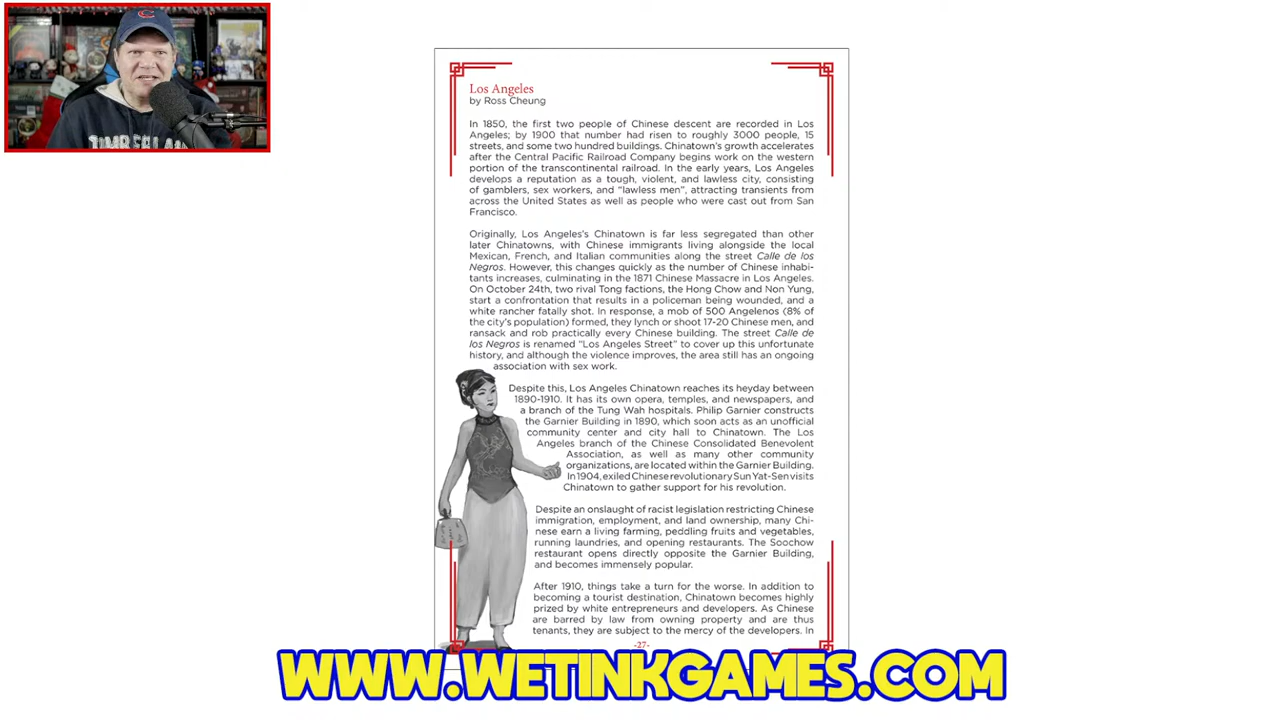 TIMBERLAND
Los Angeles
by Ross Cheung
In 1850, the first two people of Chinese descent are recorded in Los
Angeles; by 1900 that number had risen to roughly 3000 people, 15
streets, and some two hundred buildings. Chinatown's growth accelerates
after the Central Pacific Railroad Company begins work on the western
portion of the transcontinental railroad. In the early years, Los Angeles
develops a reputation as a tough, violent, and lawless city, consisting
of gamblers, sex workers, and "lawless men", attracting transients from
across the United States as well as people who were cast out from San
Francisco.
Originally, Los Angeles's Chinatown is far less segregated than other
later Chinatowns, with Chinese immigrants living alongside the local
Mexican, French, and Italian communities along the street Calle de los
Negros. However, this changes quickly as the number of Chinese inhabi-
tants increases, culminating in the 1871 Chinese Massacre in Los Angeles.
On October 24th, two rival Tong factions, the Hong Chow and Non Yung,
start a confrontation that results in a policeman being wounded, and a
white rancher fatally shot. In response, a mob of 500 Angelenos (8% of
the city's population) formed, they lynch or shoot 17-20 Chinese men, and
ransack and rob practically every Chinese building. The street Calle de
los Negros is renamed "Los Angeles Street" to cover up this unfortunate
history, and although the violence improves, the area still has an ongoing
association with sex work.
Despite this, Los Angeles Chinatown reaches its heyday between
1890-1910. It has its own opera, temples, and newspapers, and
a branch of the Tung Wah hospitals. Philip Garnier constructs
the Garnier Building in 1890, which soon acts as an unofficial
community center and city hall to Chinatown. The Los
Angeles branch of the Chinese Consolidated Benevolent
Association, as well as many other community
organizations, are located within the Garnier Building.
In 1904, exiled Chinese revolutionary Sun Yat-Sen visits
Chinatown to gather support for his revolution.
Despite an onslaught of racist legislation restricting Chinese
immigration, employment, and land ownership, many Chi-
nese earn a living farming, peddling fruits and vegetables,
running laundries, and opening restaurants. The Soochow
restaurant opens directly opposite the Garnier Building,
and becomes immensely popular.
After 1910, things take a turn for the worse. In addition to
becoming a tourist destination, Chinatown becomes highly
prized by white entrepreneurs and developers. As Chinese
are barred by law from owning property and are thus
tenants, they are subject to the mercy of the developers. In
-27-
WWW.WETINKGAMES.COM